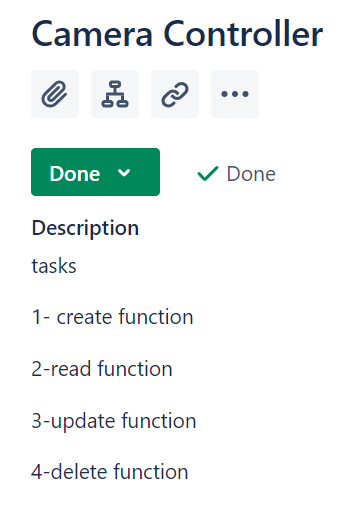 Camera Controller
Done
Done
Description
tasks
1- create function
2-read function
3-update function
4-delete function